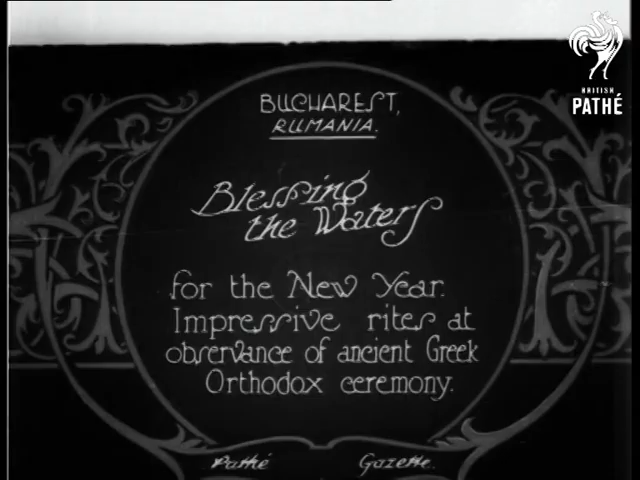 BRITISH
PATHÉ
BUCHAREST,
RUMANIA.
Blessing
the Waters
for the New Year.
Impressive rites at
observance of ancient Greek
Orthodox ceremony.
Pathé Gazette.